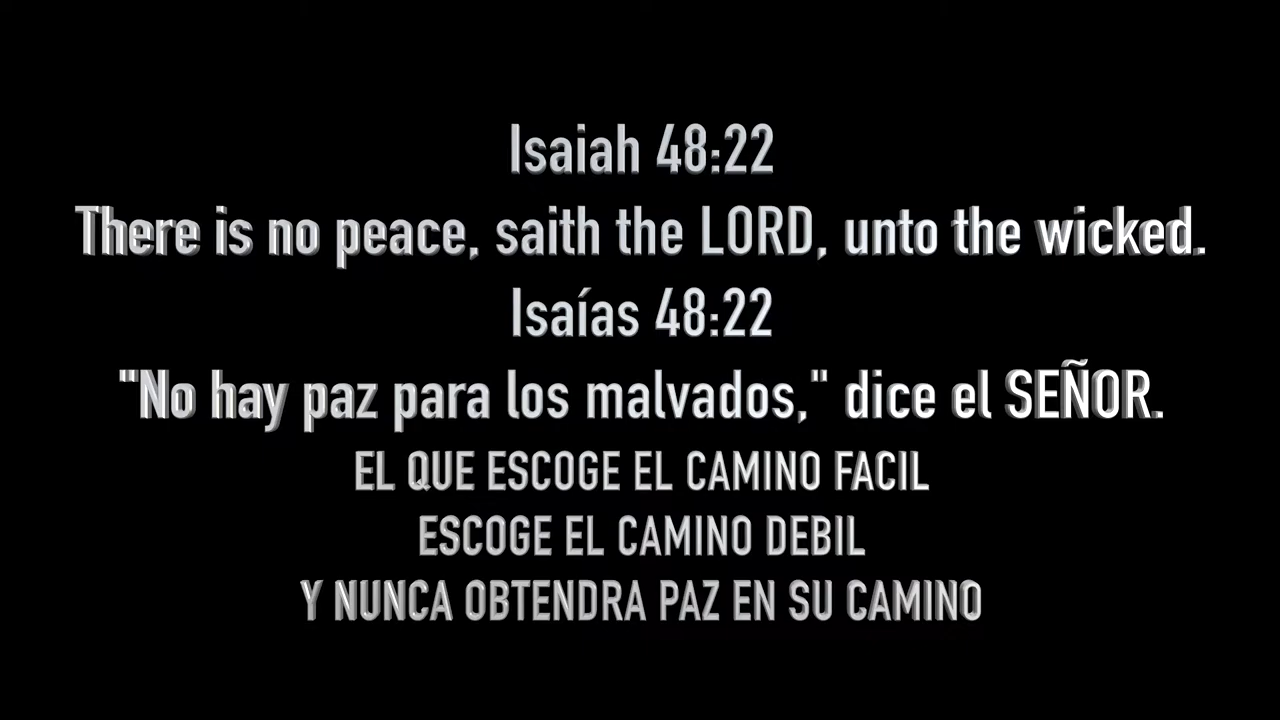 Isaiah 48:22
There is no peace, saith the LORD, unto the wicked.
Isaías 48:22
"No hay paz para los malvados," dice el SEÑOR.
EL QUE ESCOGE EL CAMINO FACIL
ESCOGE EL CAMINO DEBIL
Y NUNCA OBTENDRA PAZ EN SU CAMINO